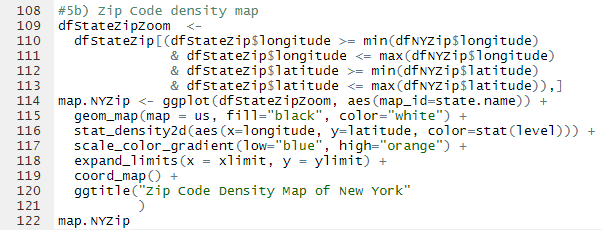 108 #5b) Zip Code density map
109 dfStateZipZoom  <-
110   dfStateZip[(dfStateZip$longitude >= min(dfNYZip$longitude)
111               & dfStateZip$longitude <= max(dfNYZip$longitude)
112               & dfStateZip$latitude >= min(dfNYZip$latitude)
113               & dfStateZip$latitude <= max(dfNYZip$latitude)),]
114 map.NYZip <- ggplot(dfStateZipZoom, aes(map_id=state.name)) +
115   geom_map(map = us, fill="black", color="white") +
116   stat_density2d(aes(x=longitude, y=latitude, color=stat(level))) +
117   scale_color_gradient(low="blue", high="orange") +
118   expand_limits(x = xlimit, y = ylimit) +
119   coord_map() +
120   ggtitle("Zip Code Density Map of New York"
121           )
122 map.NYZip